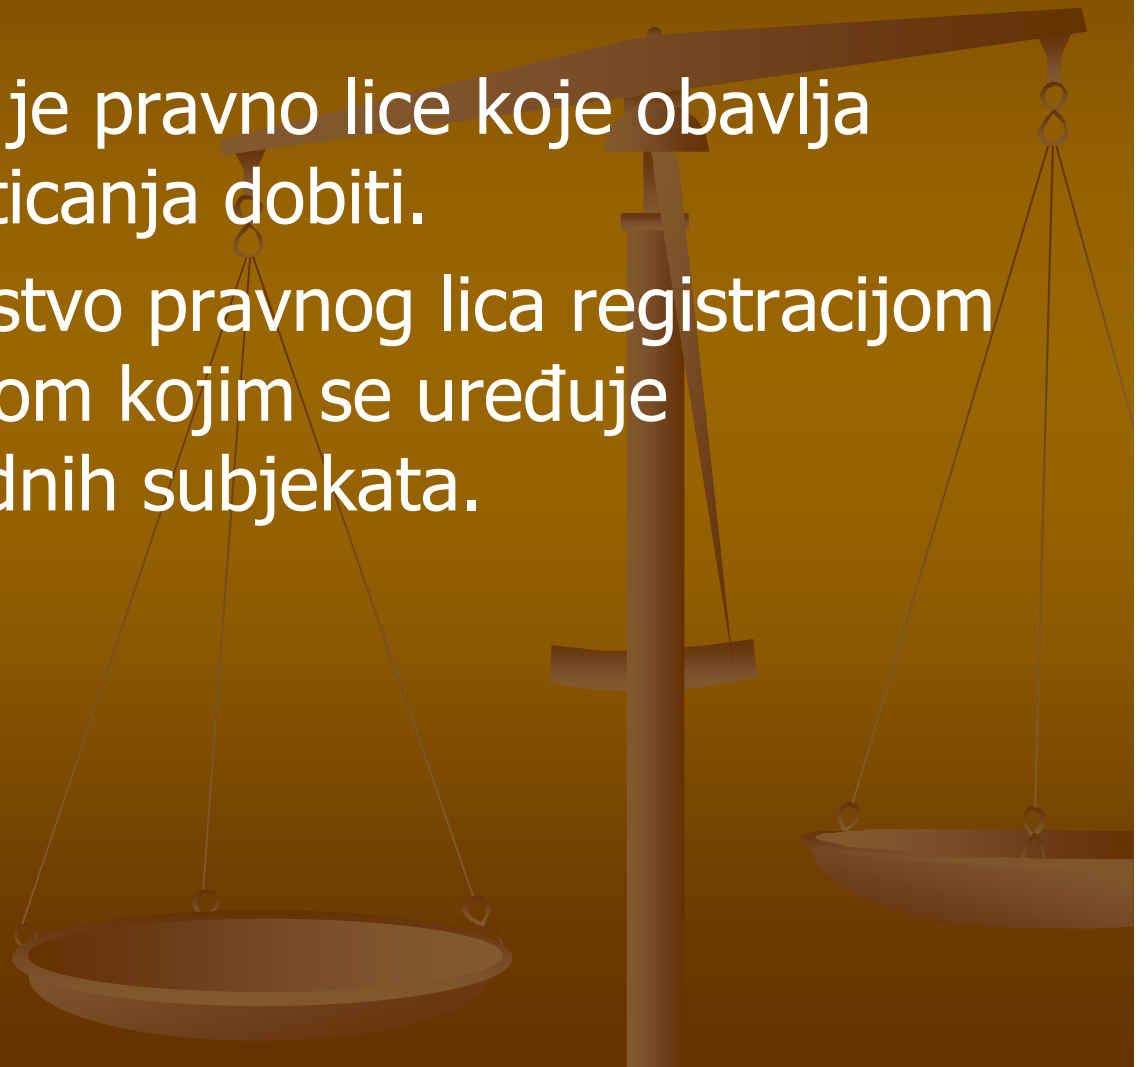 je pravno lice koje obavlja
ticanja dobiti.
stvo pravnog lica registracijom
om kojim se uređuje
dnih subjekata.